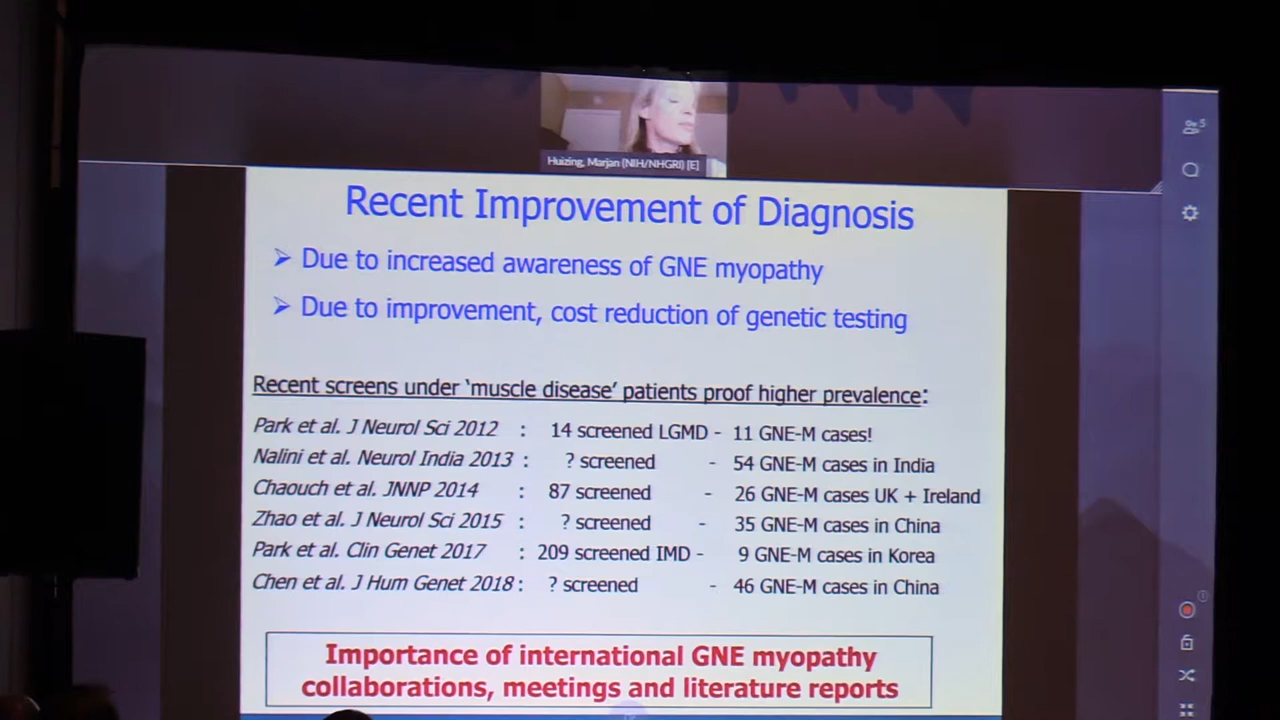 5
Huizing, Marjan (NIH/NHGRI) [E]
Recent Improvement of Diagnosis
➤ Due to increased awareness of GNE myopathy
➤ Due to improvement, cost reduction of genetic testing
Recent screens under ‘muscle disease’ patients proof higher prevalence:
Park et al. J Neurol Sci 2012 : 14 screened LGMD - 11 GNE-M cases!
Nalini et al. Neurol India 2013 : ? screened - 54 GNE-M cases in India
Chaouch et al. JNNP 2014 : 87 screened - 26 GNE-M cases UK + Ireland
Zhao et al. J Neurol Sci 2015 : ? screened - 35 GNE-M cases in China
Park et al. Clin Genet 2017 : 209 screened IMD - 9 GNE-M cases in Korea
Chen et al. J Hum Genet 2018 : ? screened - 46 GNE-M cases in China
Importance of international GNE myopathy
collaborations, meetings and literature reports